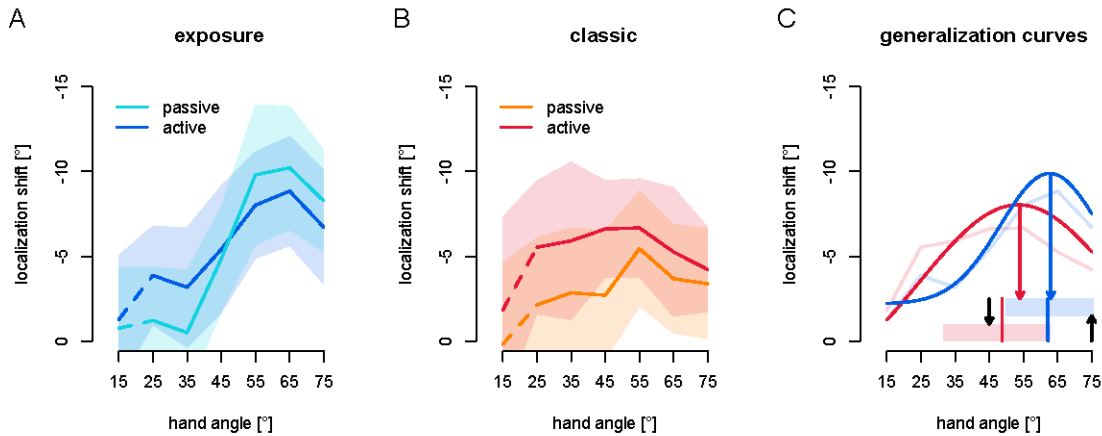 A
exposure
passive
active
localization shift [°]
-15
-10
-5
0
15 25 35 45 55 65 75
hand angle [°]
B
classic
passive
active
localization shift [°]
-15
-10
-5
0
15 25 35 45 55 65 75
hand angle [°]
C
generalization curves
localization shift [°]
-15
-10
-5
0
15 25 35 45 55 65 75
hand angle [°]